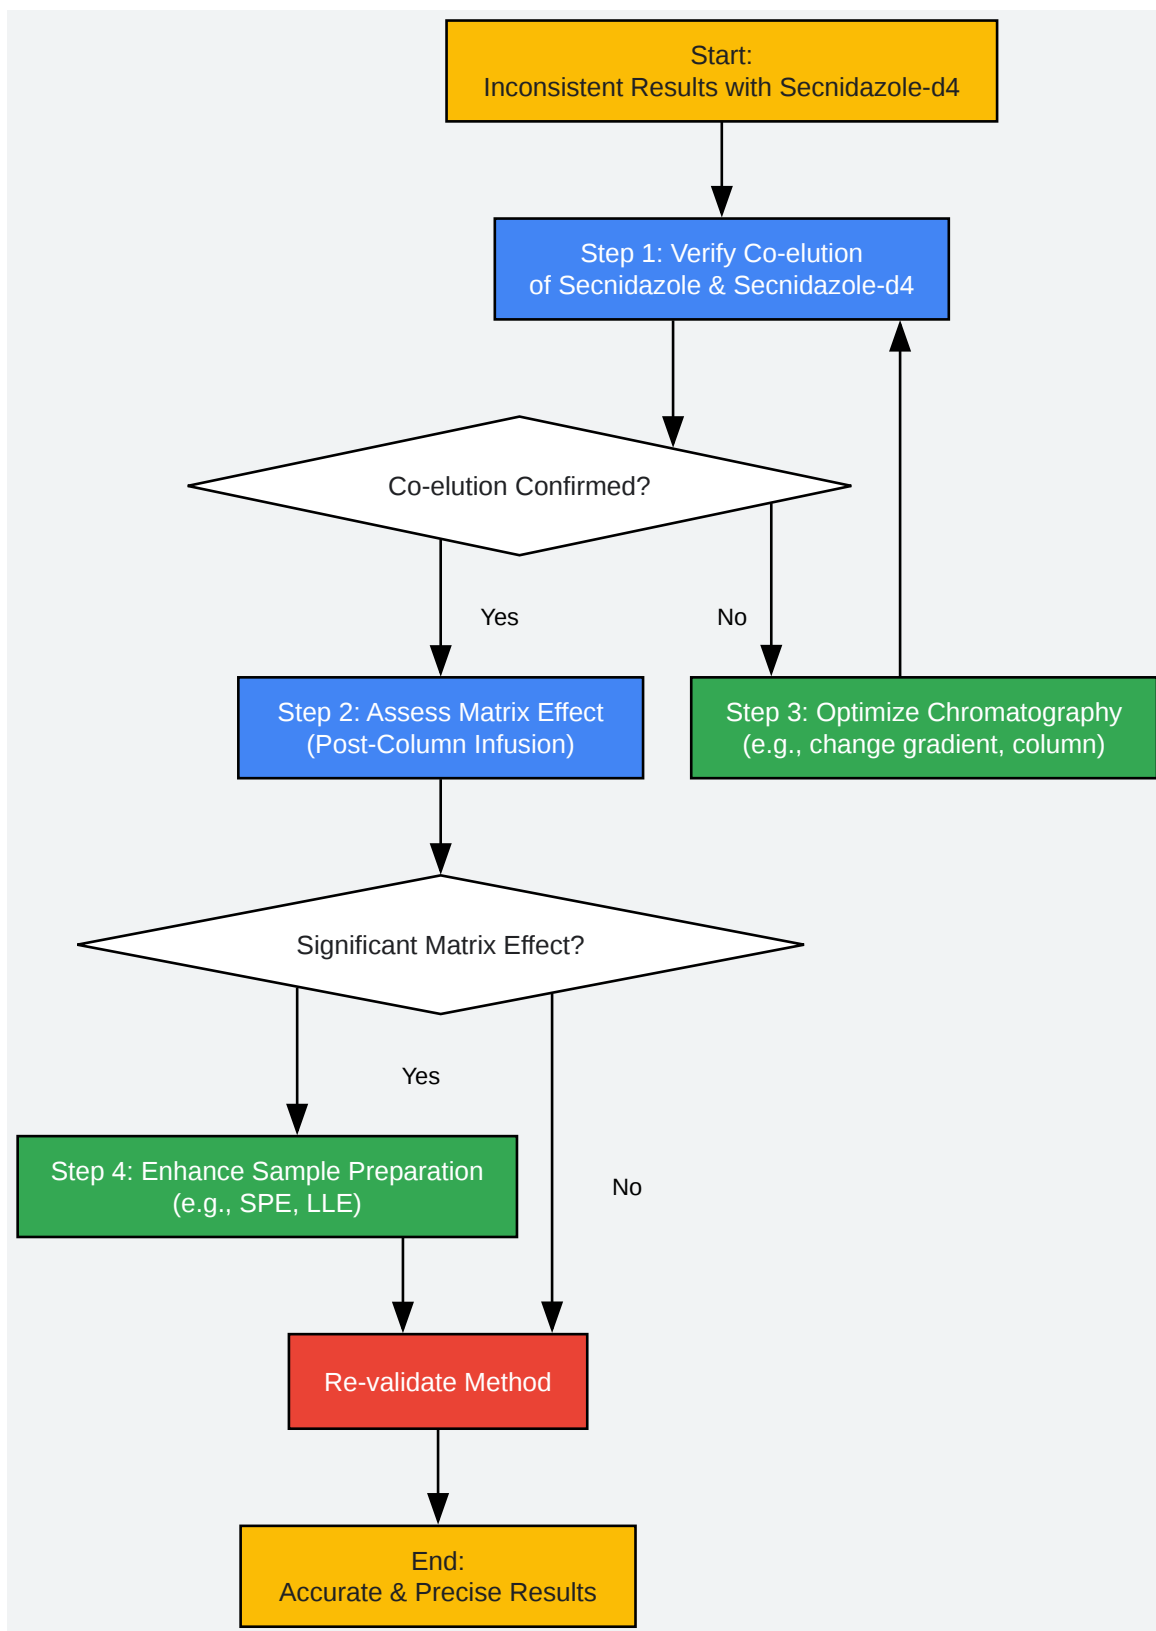 Start:
Inconsistent Results with Secnidazole-d4
Step 1: Verify Co-elution
of Secnidazole & Secnidazole-d4
Co-elution Confirmed?
Yes
No
Step 2: Assess Matrix Effect
(Post-Column Infusion)
Step 3: Optimize Chromatography
(e.g., change gradient, column)
Significant Matrix Effect?
Yes
Step 4: Enhance Sample Preparation
(e.g., SPE, LLE)
No
Re-validate Method
End:
Accurate & Precise Results